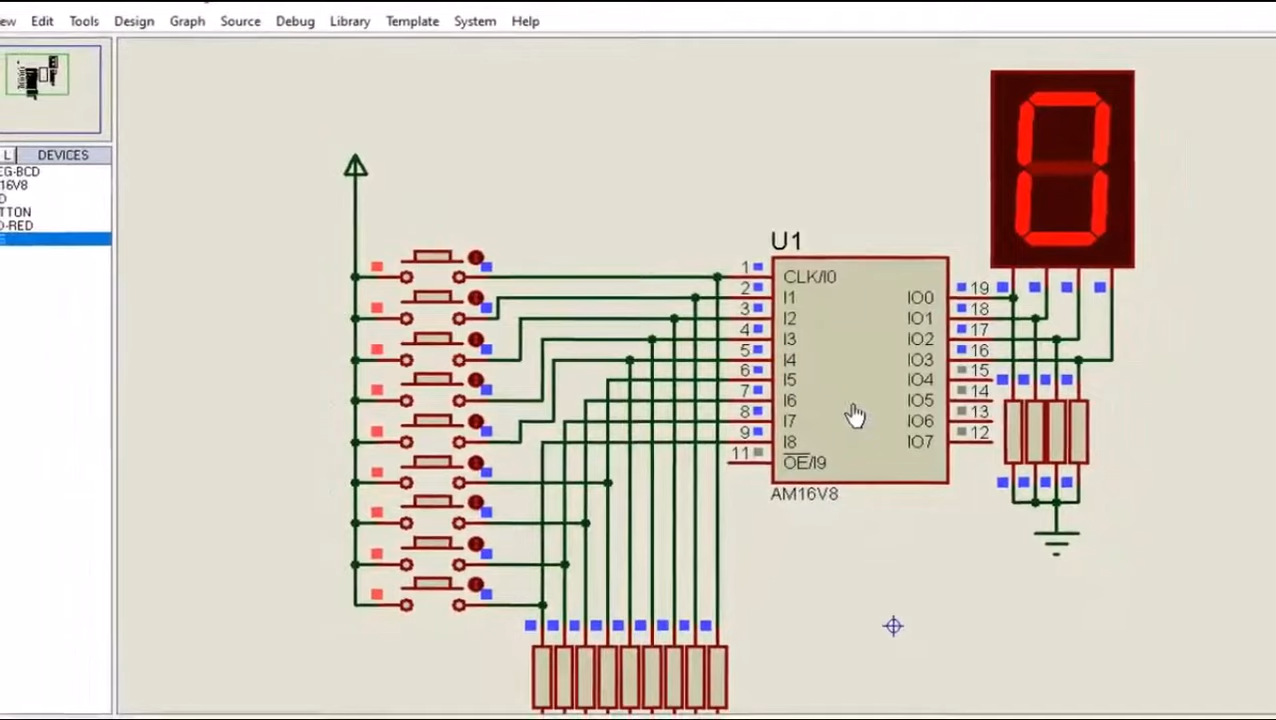 ew Edit Tools Design Graph Source Debug Library Template System Help
L DEVICES
EG-BCD
16V8
D
TTON
D-RED
U1
1 CLK/I0
2 I1
3 I2
4 I3
5 I4
6 I5
7 I6
8 I7
9 I8
11 OE/I9
IO0 19
IO1 18
IO2 17
IO3 16
IO4 15
IO5 14
IO6 13
IO7 12
AM16V8
0